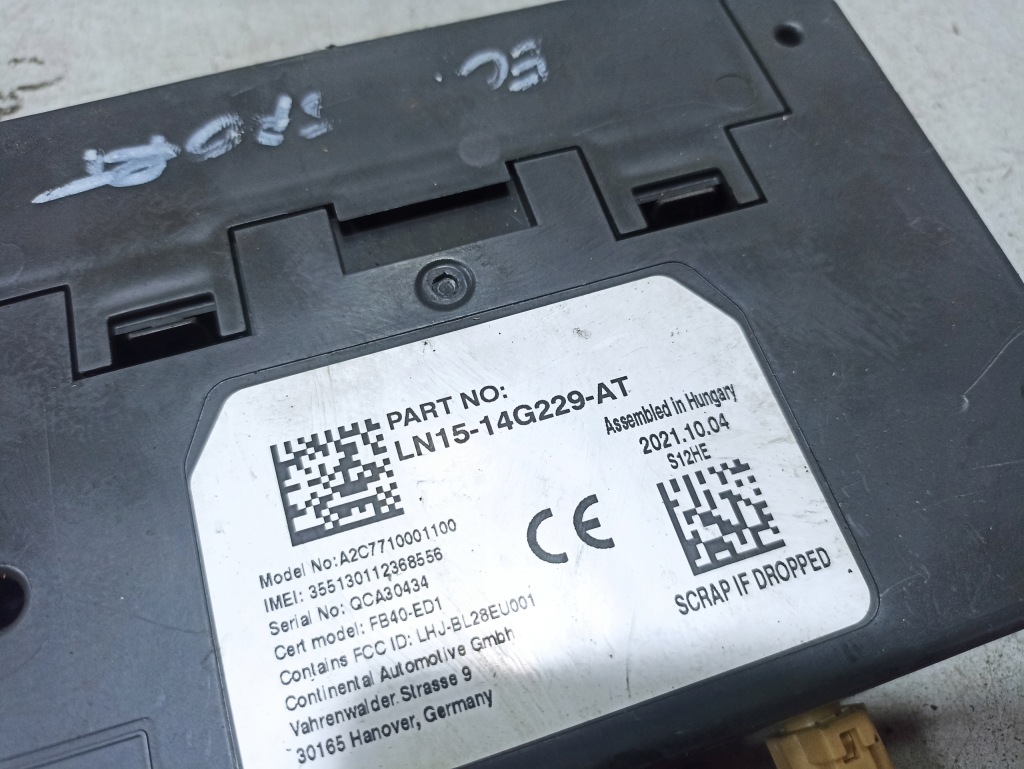 PART NO:
LN15-14G229-AT
Assembled in Hungary
2021.10.04
S12HE
CE
Model No: A2C7710001100
IMEI: 355130112368556
Serial No: QCA30434
Cert model: FB40-ED1
Contains FCC ID: LHJ-BL28EU001
Continental Automotive Gmbh
Vahrenwalder Strasse 9
30165 Hanover, Germany
SCRAP IF DROPPED